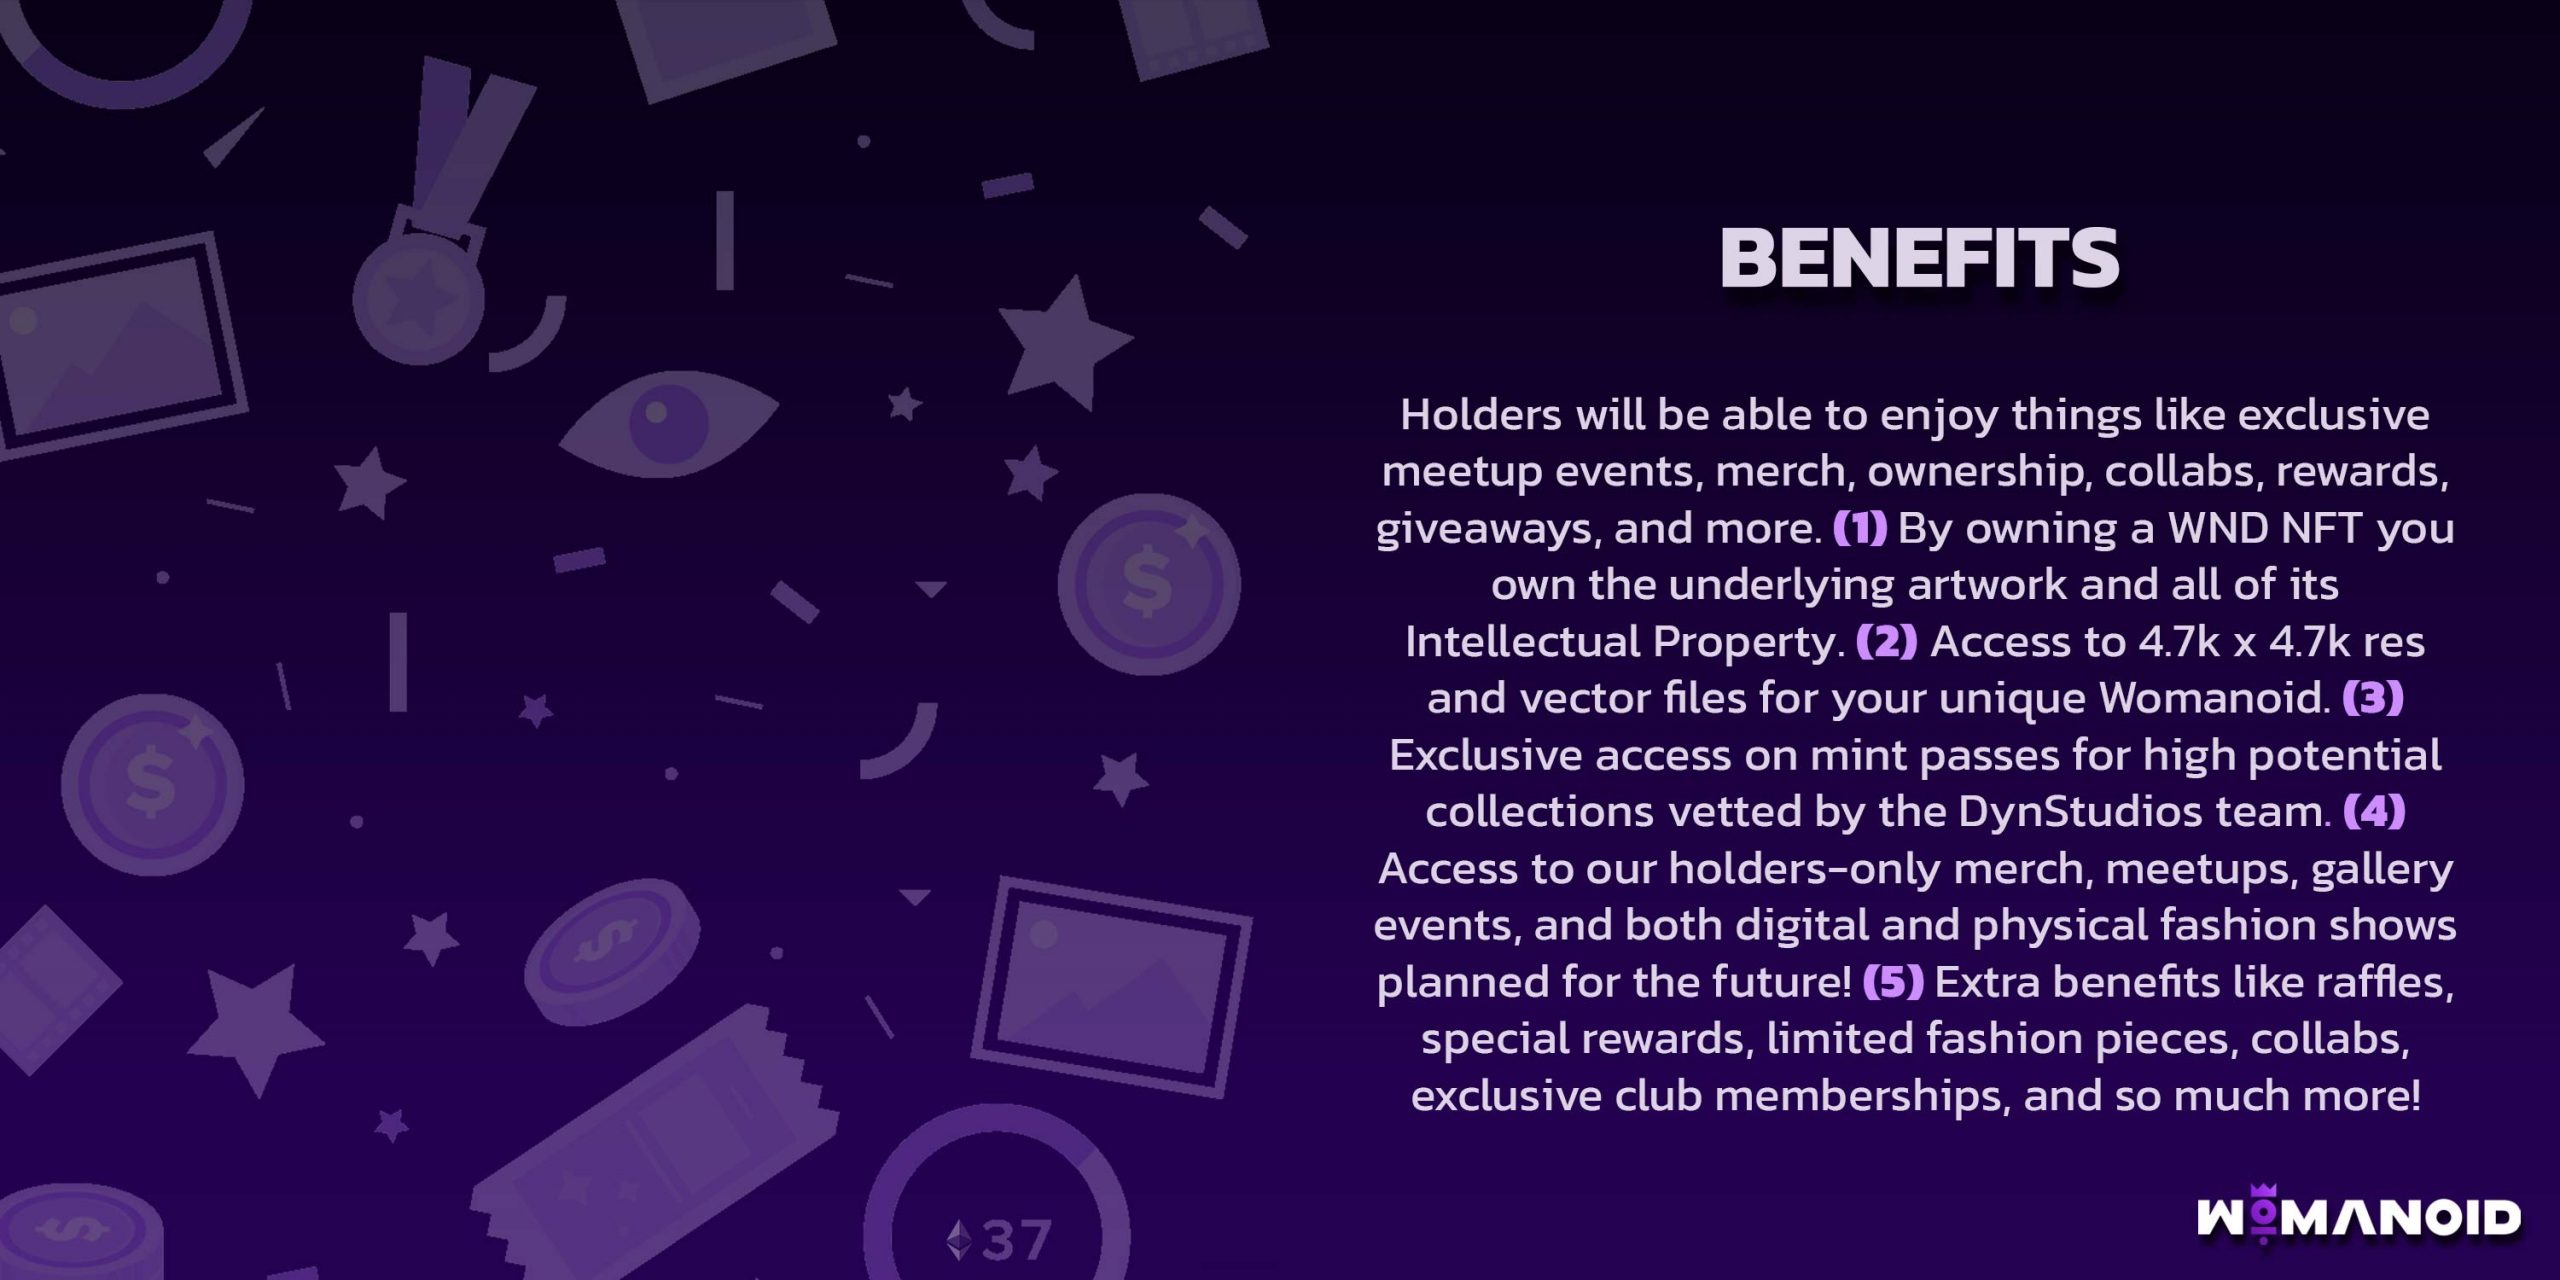 BENEFITS
Holders will be able to enjoy things like exclusive
meetup events, merch, ownership, collabs, rewards,
giveaways, and more. (1) By owning a WND NFT you
own the underlying artwork and all of its
Intellectual Property. (2) Access to 4.7k x 4.7k res
and vector files for your unique Womanoid. (3)
Exclusive access on mint passes for high potential
collections vetted by the DynStudios team. (4)
Access to our holders-only merch, meetups, gallery
events, and both digital and physical fashion shows
planned for the future! (5) Extra benefits like raffles,
special rewards, limited fashion pieces, collabs,
exclusive club memberships, and so much more!
$
$
$
$
37
WOMANOID